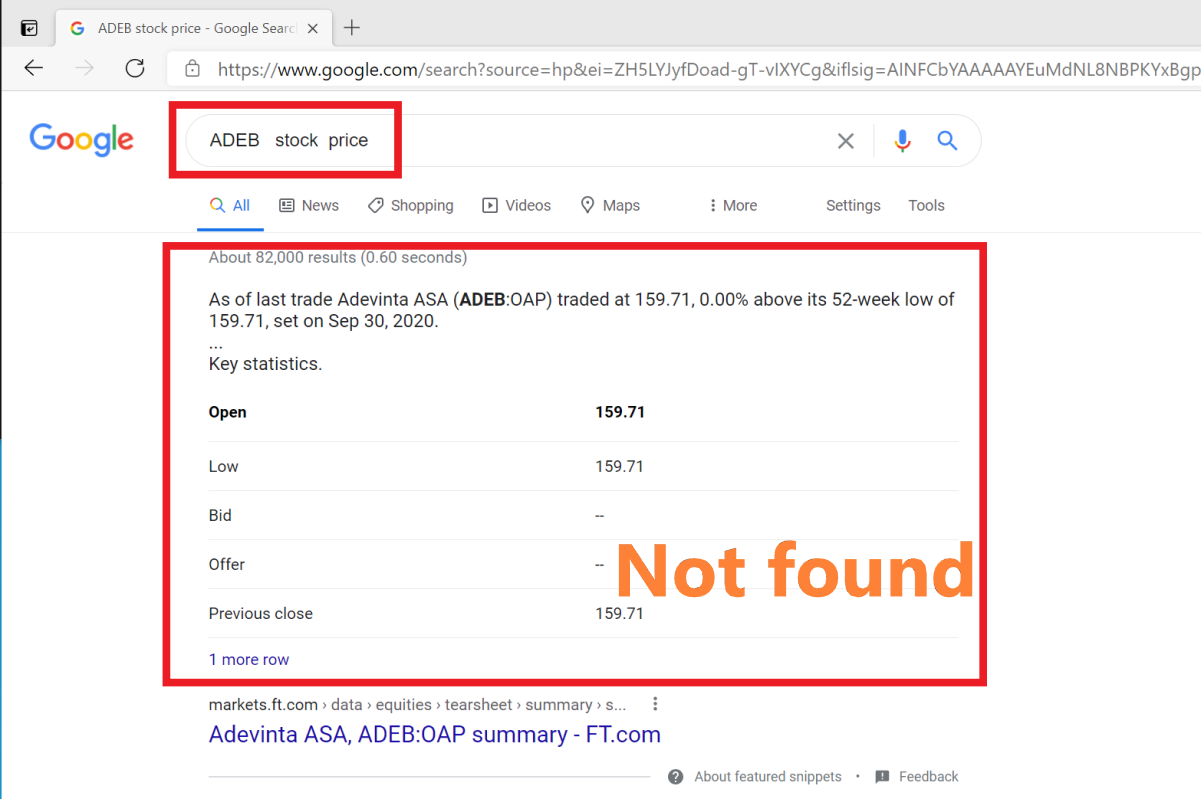 ADEB stock price - Google Searc
https://www.google.com/search?source=hp&ei=ZH5LYJyfDoad-gT-vIXYCg&iflsig=AINFCbYAAAAAYEuMdNL8NBPKYxBgp
Google
ADEB stock price
All News Shopping Videos Maps More Settings Tools
About 82,000 results (0.60 seconds)
As of last trade Adevinta ASA (ADEB:OAP) traded at 159.71, 0.00% above its 52-week low of
159.71, set on Sep 30, 2020.
...
Key statistics.
Open 159.71
Low 159.71
Bid --
Offer --
Not found
Previous close 159.71
1 more row
markets.ft.com › data › equities › tearsheet › summary › s...
Adevinta ASA, ADEB:OAP summary - FT.com
About featured snippets • Feedback